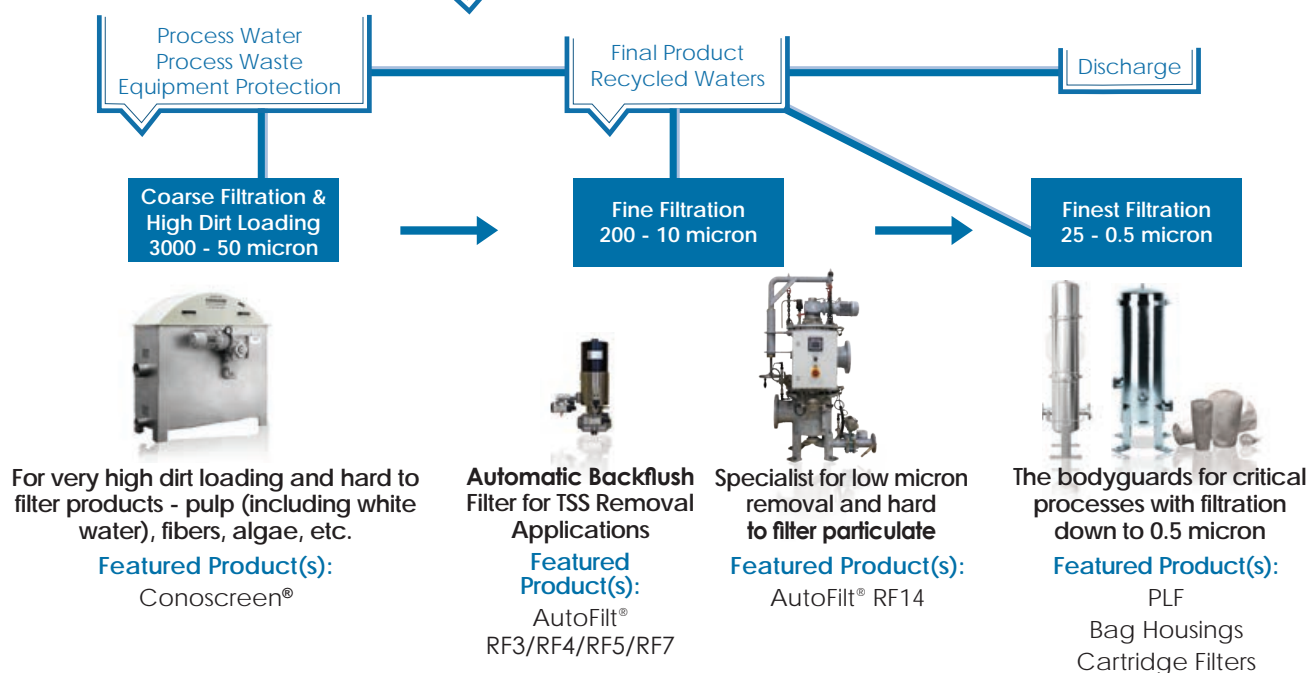 Process Water
Process Waste
Equipment Protection
Final Product
Recycled Waters
Discharge
Coarse Filtration &
High Dirt Loading
3000 - 50 micron
Fine Filtration
200 - 10 micron
Finest Filtration
25 - 0.5 micron
For very high dirt loading and hard to
filter products - pulp (including white
water), fibers, algae, etc.
Featured Product(s):
Conoscreen®
Automatic Backflush
Filter for TSS Removal
Applications
Featured
Product(s):
AutoFilt®
RF3/RF4/RF5/RF7
Specialist for low micron
removal and hard
to filter particulate
Featured Product(s):
AutoFilt® RF14
The bodyguards for critical
processes with filtration
down to 0.5 micron
Featured Product(s):
PLF
Bag Housings
Cartridge Filters